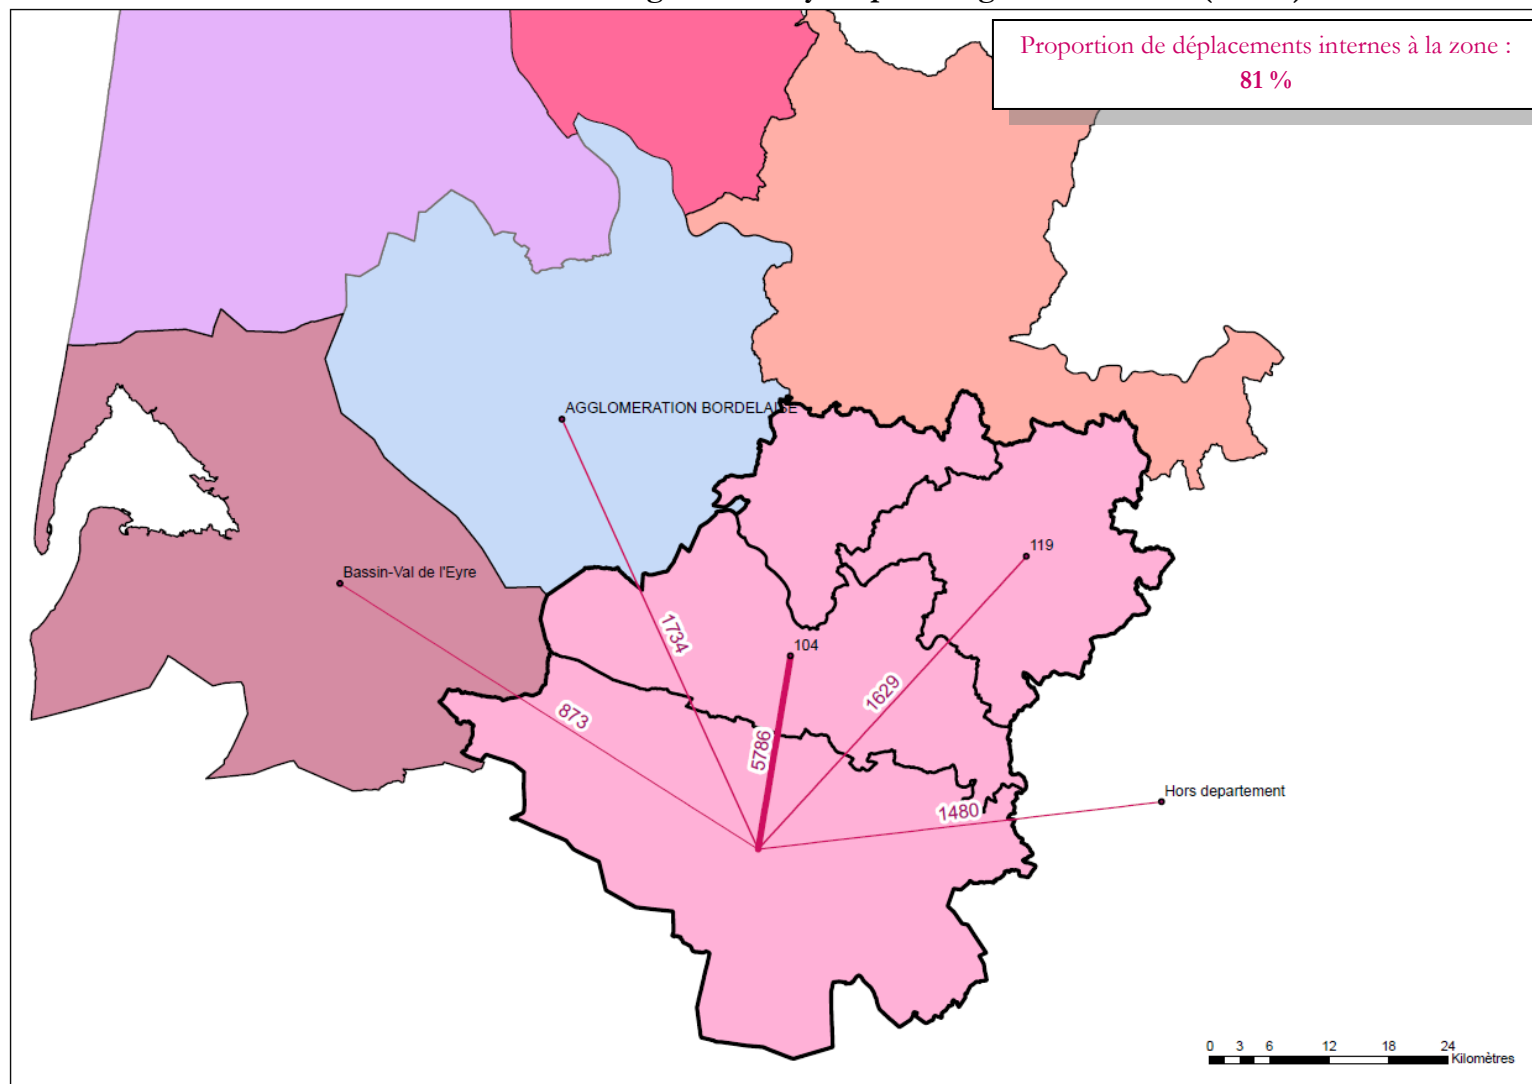 Proportion de déplacements internes à la zone :
81 %
AGGLOMERATION BORDELAISE
119
Bassin-Val de l'Eyre
1734
104
1629
873
5786
Hors departement
1480
0 3 6 12 18 24
Kilomètres